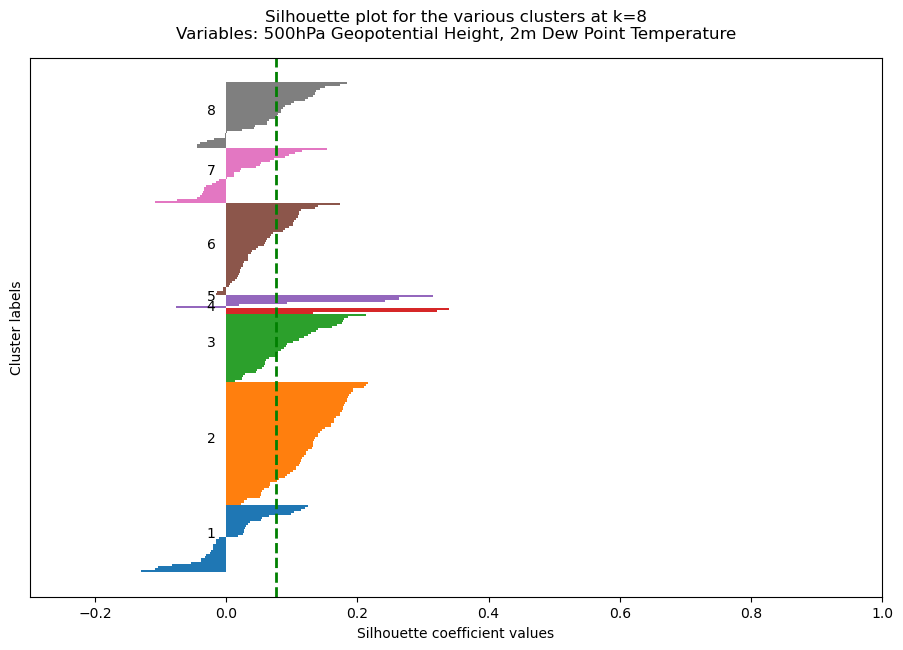 Silhouette plot for the various clusters at k=8
Variables: 500hPa Geopotential Height, 2m Dew Point Temperature
8
7
6
5
4
3
2
1
Cluster labels
−0.2 0.0 0.2 0.4 0.6 0.8 1.0
Silhouette coefficient values